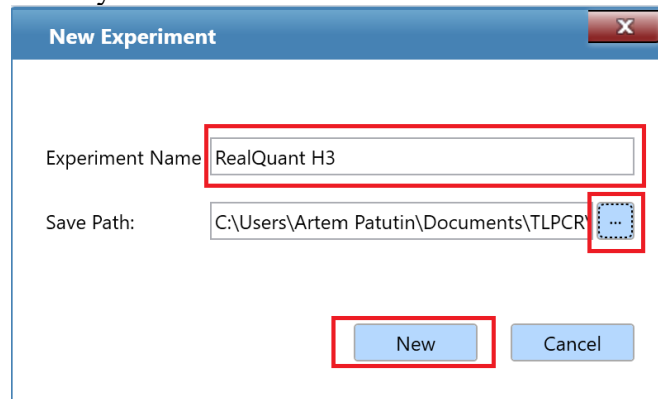 New Experiment
X
Experiment Name RealQuant H3
Save Path: C:\Users\Artem Patutin\Documents\TLPCR\ ...
New Cancel